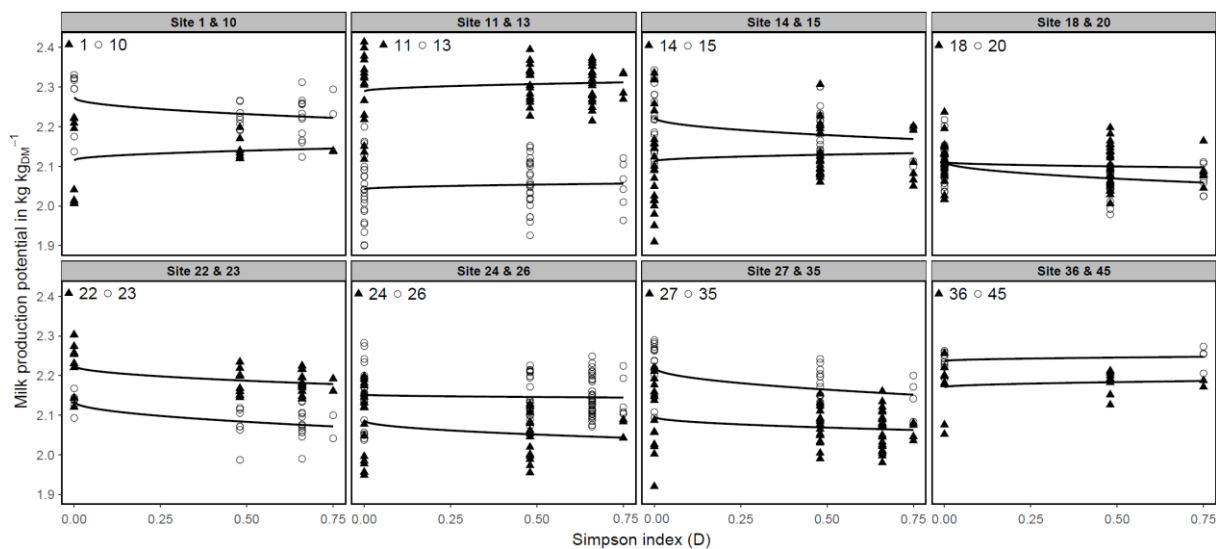 Site 1 & 10
Site 11 & 13
Site 14 & 15
Site 18 & 20
▲ 1 ○ 10
▲ 11 ○ 13
▲ 14 ○ 15
▲ 18 ○ 20
2.4
2.3
2.2
2.1
2.0
1.9
Milk production potential in kg kg_DM^−1
Site 22 & 23
Site 24 & 26
Site 27 & 35
Site 36 & 45
▲ 22 ○ 23
▲ 24 ○ 26
▲ 27 ○ 35
▲ 36 ○ 45
2.4
2.3
2.2
2.1
2.0
1.9
0.00 0.25 0.50 0.75 0.00 0.25 0.50 0.75 0.00 0.25 0.50 0.75 0.00 0.25 0.50 0.75
Simpson index (D)